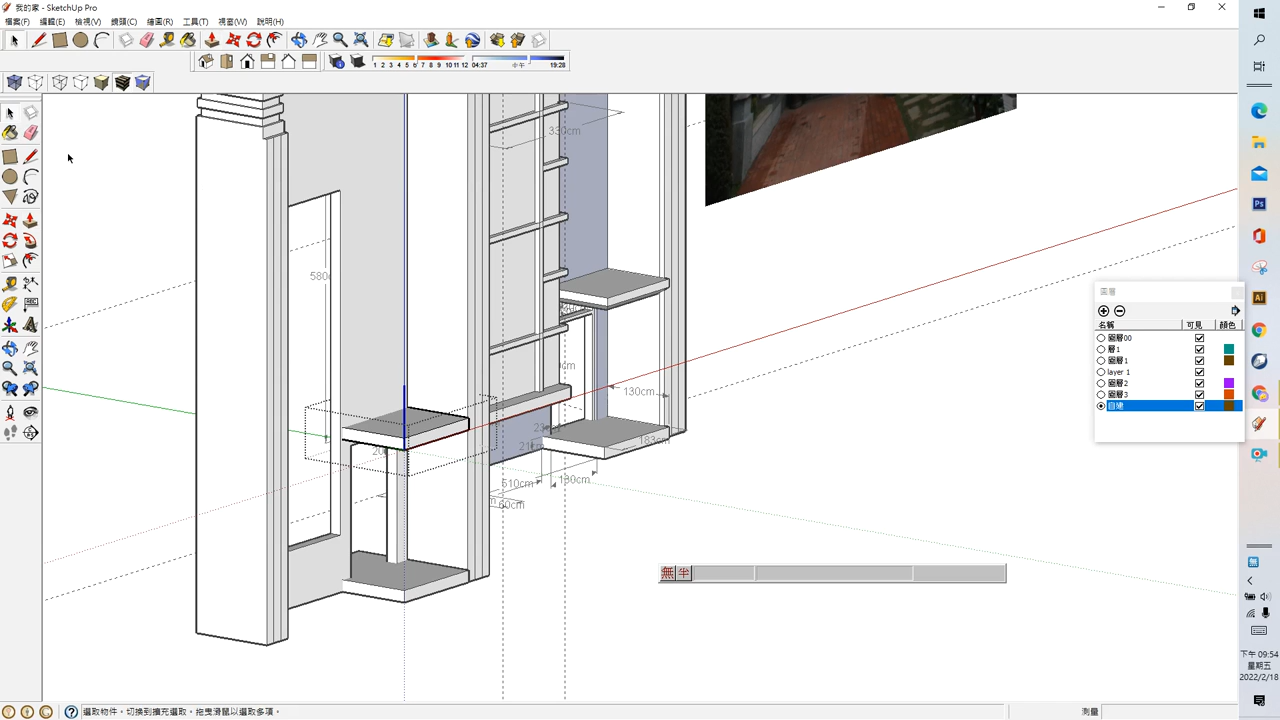 我的家 - SketchUp Pro
檔案(F) 編輯(E) 檢視(V) 鏡頭(C) 繪圖(R) 工具(T) 視窗(W) 說明(H)
1 2 3 4 5 6 7 8 9 10 11 12 04:37 中午 19:28
330cm
580c
130cm
183cm
510cm
130cm
60cm
圖層
名稱 可見 顏色
圖層00
層1
圖層1
layer 1
圖層2
圖層3
自建
無 半
下午 09:54
星期五
2022/2/18
選取物件。切換到擴充選取。拖曳滑鼠以選取多項。
測量
Ps
Ai
ABC